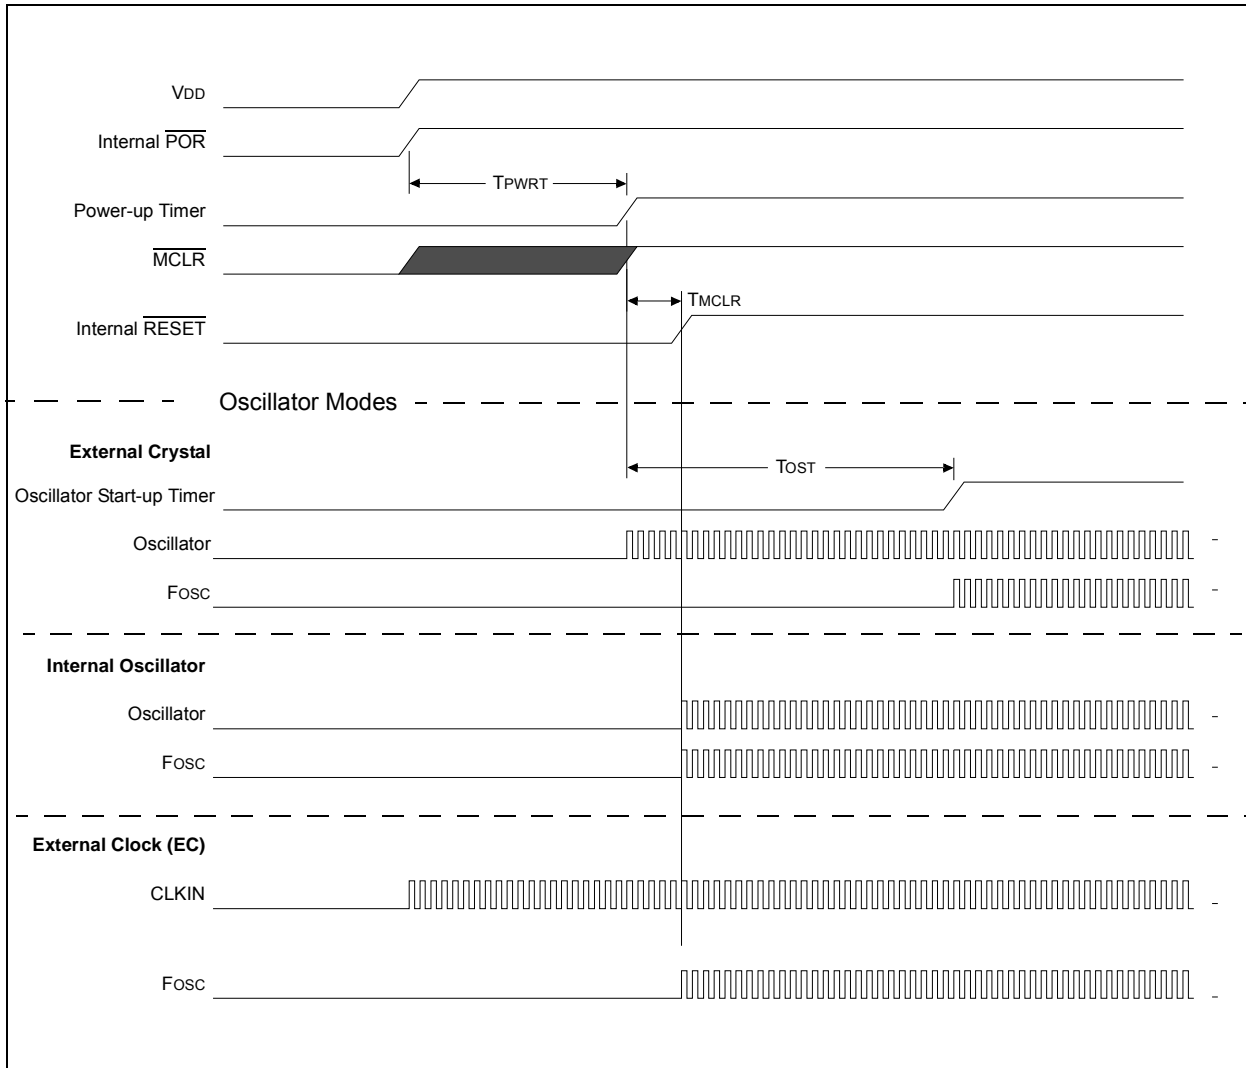 VDD
Internal POR
TPWRT
Power-up Timer
MCLR
TMCLR
Internal RESET
Oscillator Modes
External Crystal
TOST
Oscillator Start-up Timer
Oscillator
FOSC
Internal Oscillator
Oscillator
FOSC
External Clock (EC)
CLKIN
FOSC